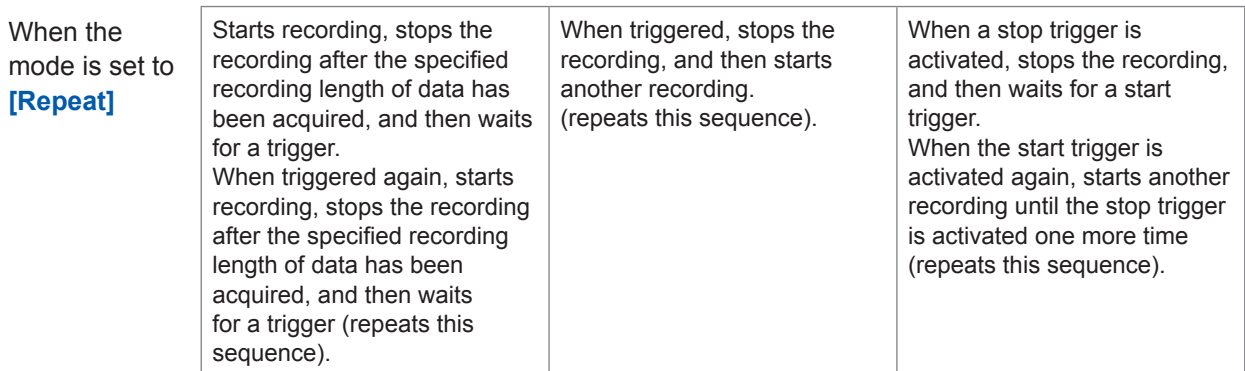 When the
mode is set to
[Repeat]
Starts recording, stops the
recording after the specified
recording length of data has
been acquired, and then waits
for a trigger.
When triggered again, starts
recording, stops the recording
after the specified recording
length of data has been
acquired, and then waits
for a trigger (repeats this
sequence).
When triggered, stops the
recording, and then starts
another recording.
(repeats this sequence).
When a stop trigger is
activated, stops the recording,
and then waits for a start
trigger.
When the start trigger is
activated again, starts another
recording until the stop trigger
is activated one more time
(repeats this sequence).